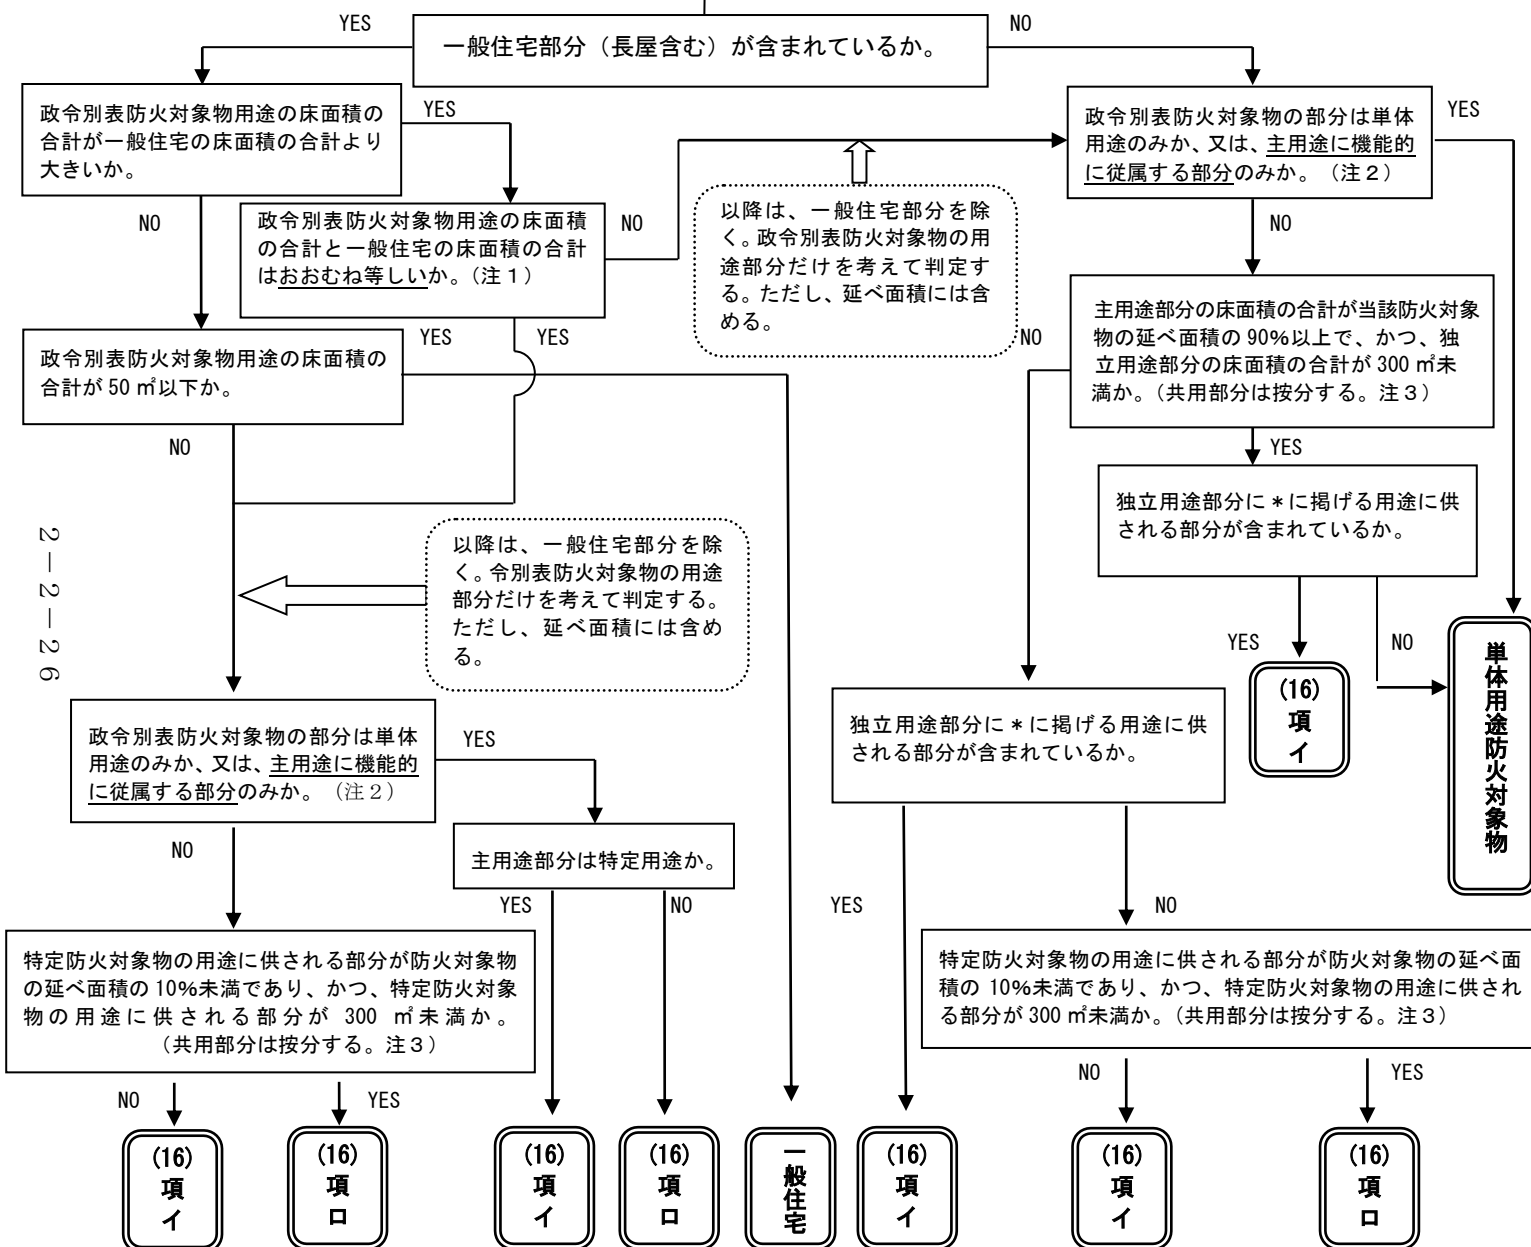 YES
NO
一般住宅部分（長屋含む）が含まれているか。
政令別表防火対象物用途の床面積の
合計が一般住宅の床面積の合計より
大きいか。
YES
NO
政令別表防火対象物用途の床面積
の合計と一般住宅の床面積の合計
はおおむね等しいか。（注１）
NO
YES
YES
以降は、一般住宅部分を除
く。政令別表防火対象物の用
途部分だけを考えて判定す
る。ただし、延べ面積には含
める。
政令別表防火対象物の部分は単体
用途のみか、又は、主用途に機能的
に従属する部分のみか。（注２）
YES
NO
政令別表防火対象物用途の床面積の
合計が 50 ㎡以下か。
NO
主用途部分の床面積の合計が当該防火対象
物の延べ面積の 90％以上で、かつ、独
立用途部分の床面積の合計が 300 ㎡未
満か。（共用部分は按分する。注３）
NO
YES
独立用途部分に＊に掲げる用途に供
される部分が含まれているか。
YES
NO
(16)
項
イ
単体用途防火対象物
２－２－26
以降は、一般住宅部分を除
く。令別表防火対象物の用途
部分だけを考えて判定する。
ただし、延べ面積には含め
る。
政令別表防火対象物の部分は単体
用途のみか、又は、主用途に機能的
に従属する部分のみか。（注２）
YES
NO
主用途部分は特定用途か。
YES
NO
独立用途部分に＊に掲げる用途に供
される部分が含まれているか。
YES
NO
特定防火対象物の用途に供される部分が防火対象物
の延べ面積の 10％未満であり、かつ、特定防火対象
物の用途に供される部分が 300 ㎡未満か。
（共用部分は按分する。注３）
NO
YES
特定防火対象物の用途に供される部分が防火対象物の延べ面
積の 10％未満であり、かつ、特定防火対象物の用途に供され
る部分が 300 ㎡未満か。（共用部分は按分する。注３）
NO
YES
(16)
項
イ
(16)
項
ロ
(16)
項
イ
(16)
項
ロ
一般住宅
(16)
項
イ
(16)
項
イ
(16)
項
ロ